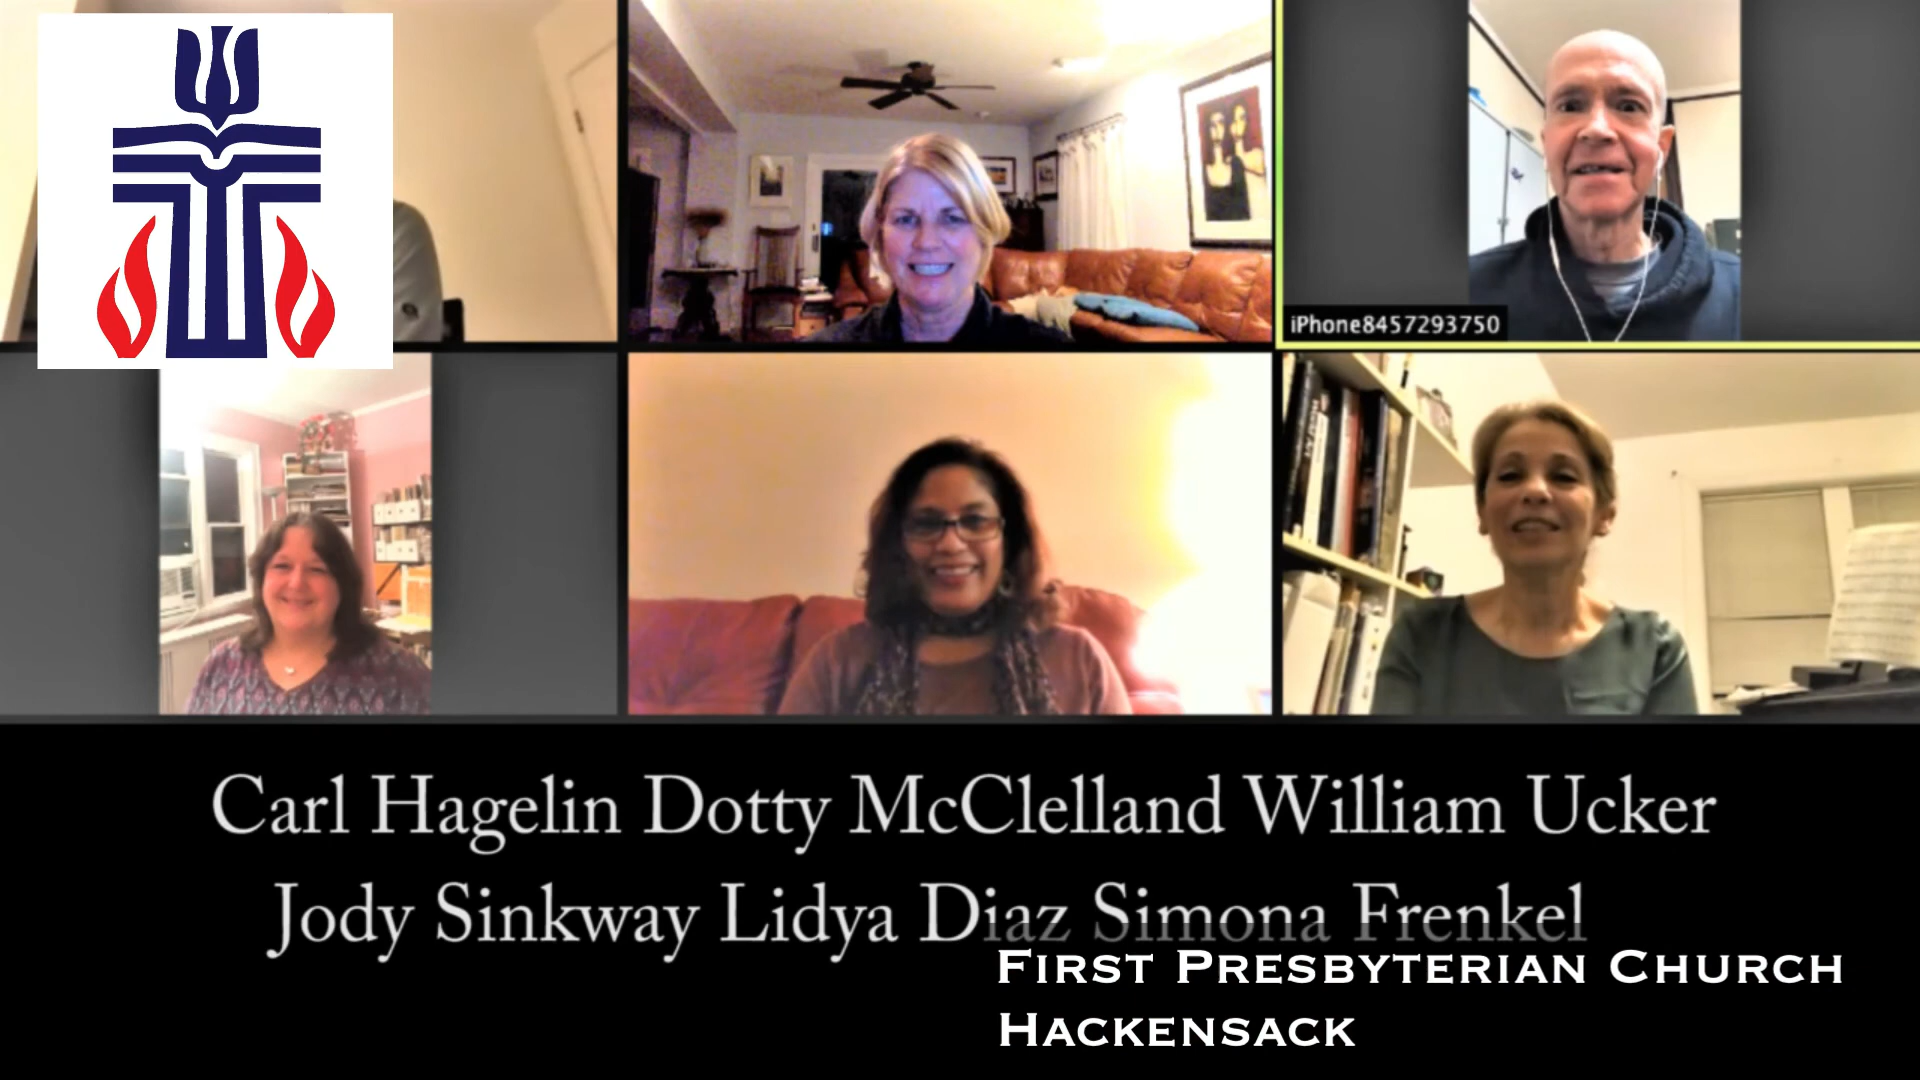 iPhone8457293750
Carl Hagelin Dotty McClelland William Ucker
Jody Sinkway Lidya Diaz Simona Frenkel
First Presbyterian Church
Hackensack